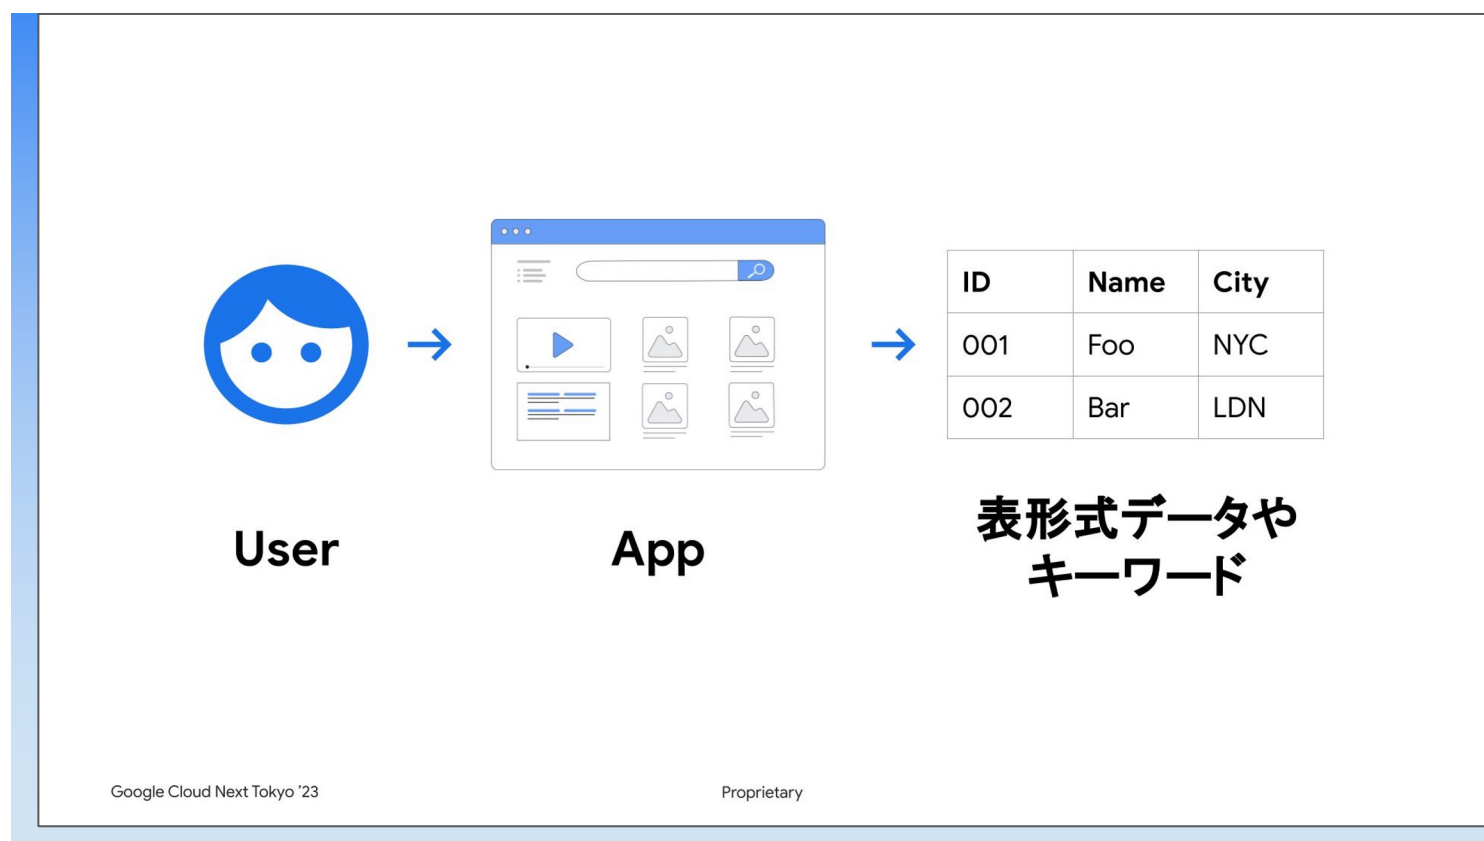 ID Name City
001 Foo NYC
002 Bar LDN
User
App
表形式データや
キーワード
Google Cloud Next Tokyo ’23
Proprietary